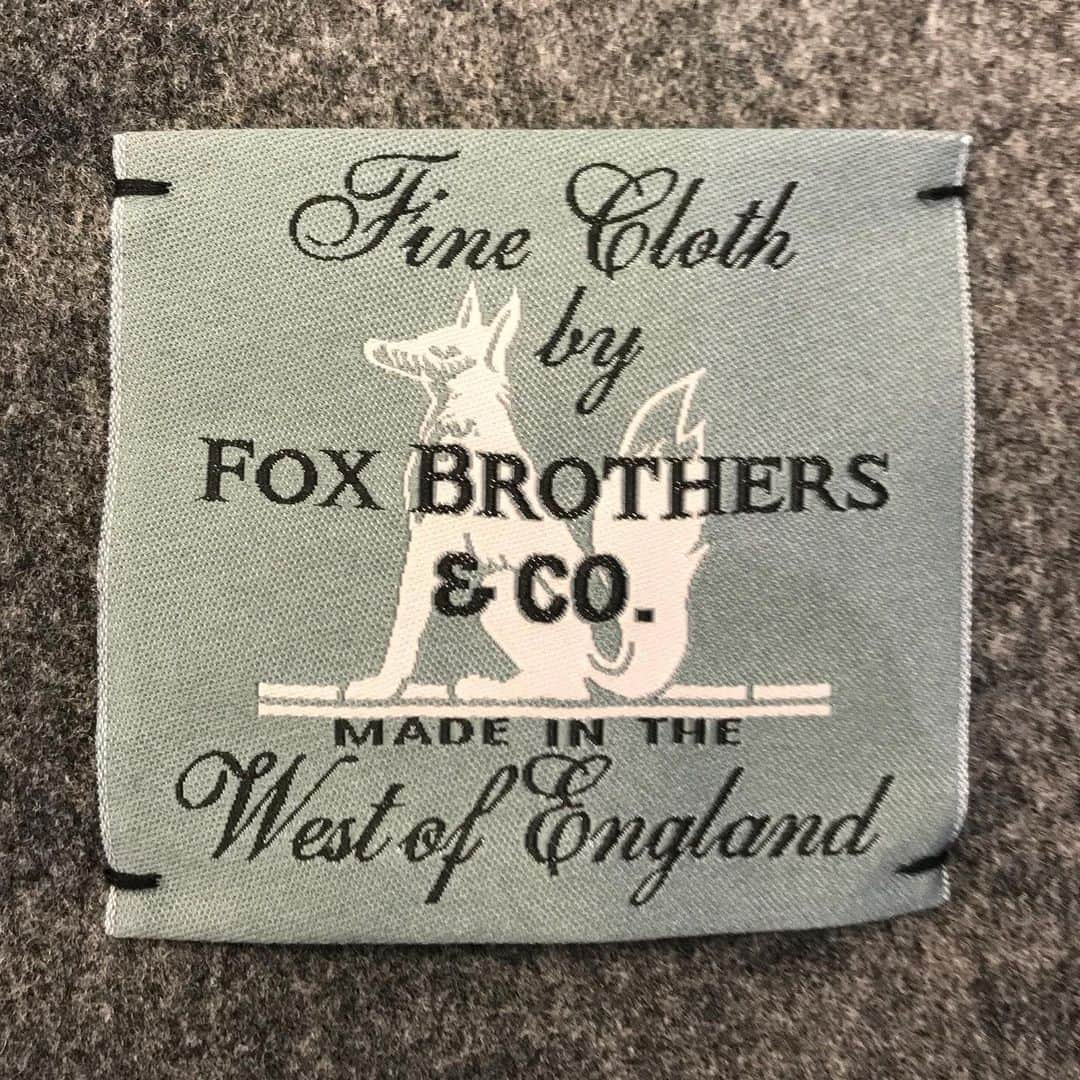 Fine Cloth
by
FOX BROTHERS
& CO.
MADE IN THE
West of England